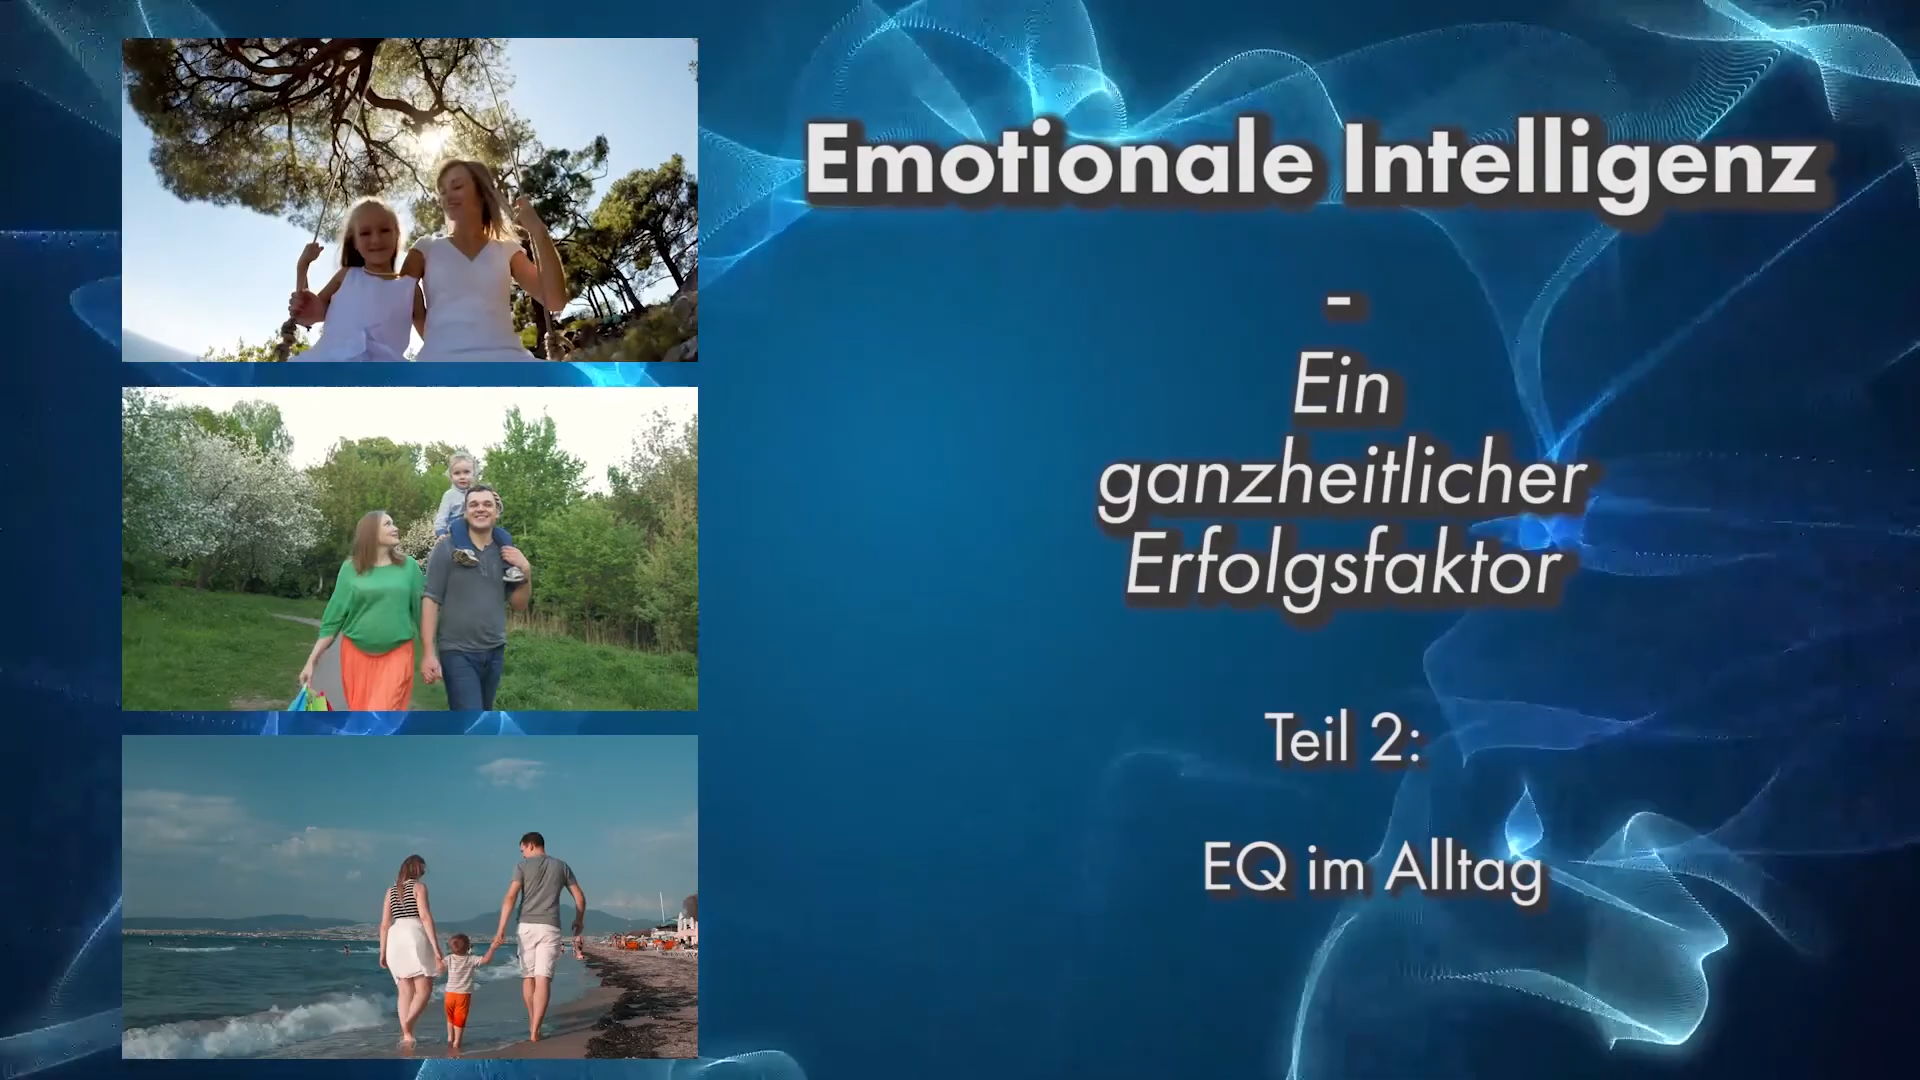 Emotionale Intelligenz
-
Ein
ganzheitlicher
Erfolgsfaktor
Teil 2:
EQ im Alltag